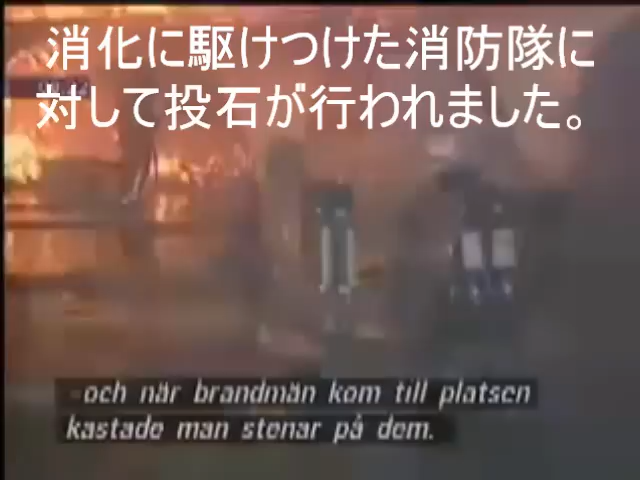 消化に駆けつけた消防隊に
対して投石が行われました。
-och när brandmän kom till platsen
kastade man stenar på dem.